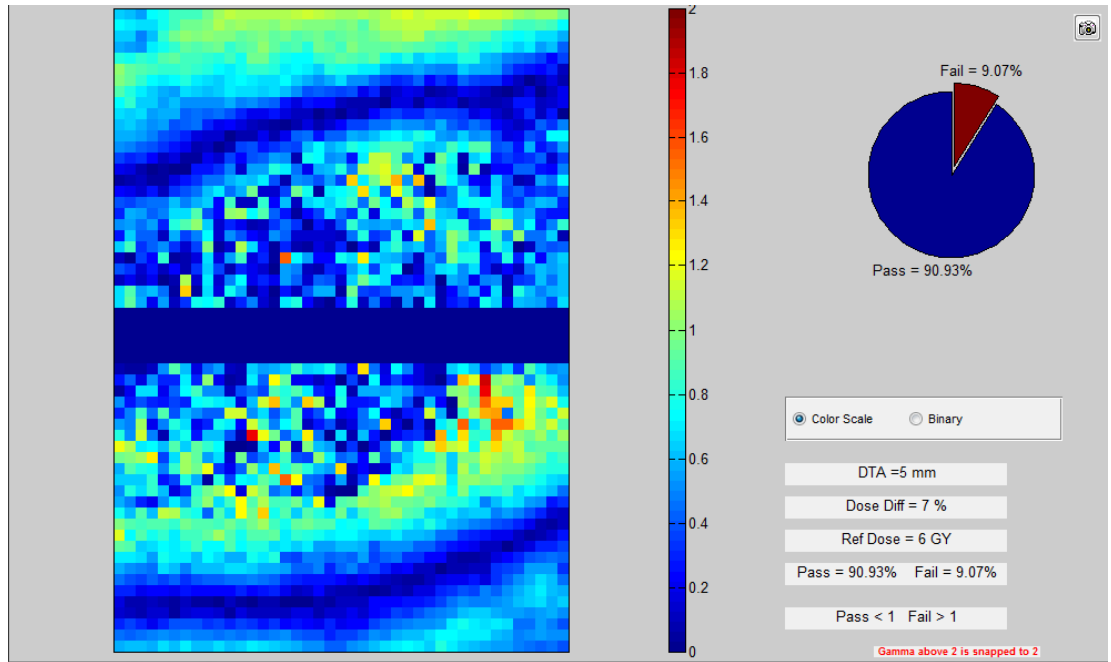 2
1.8
1.6
1.4
1.2
1
0.8
0.6
0.4
0.2
0
Fail = 9.07%
Pass = 90.93%
Color Scale Binary
DTA =5 mm
Dose Diff = 7 %
Ref Dose = 6 GY
Pass = 90.93% Fail = 9.07%
Pass < 1 Fail > 1
Gamma above 2 is snapped to 2